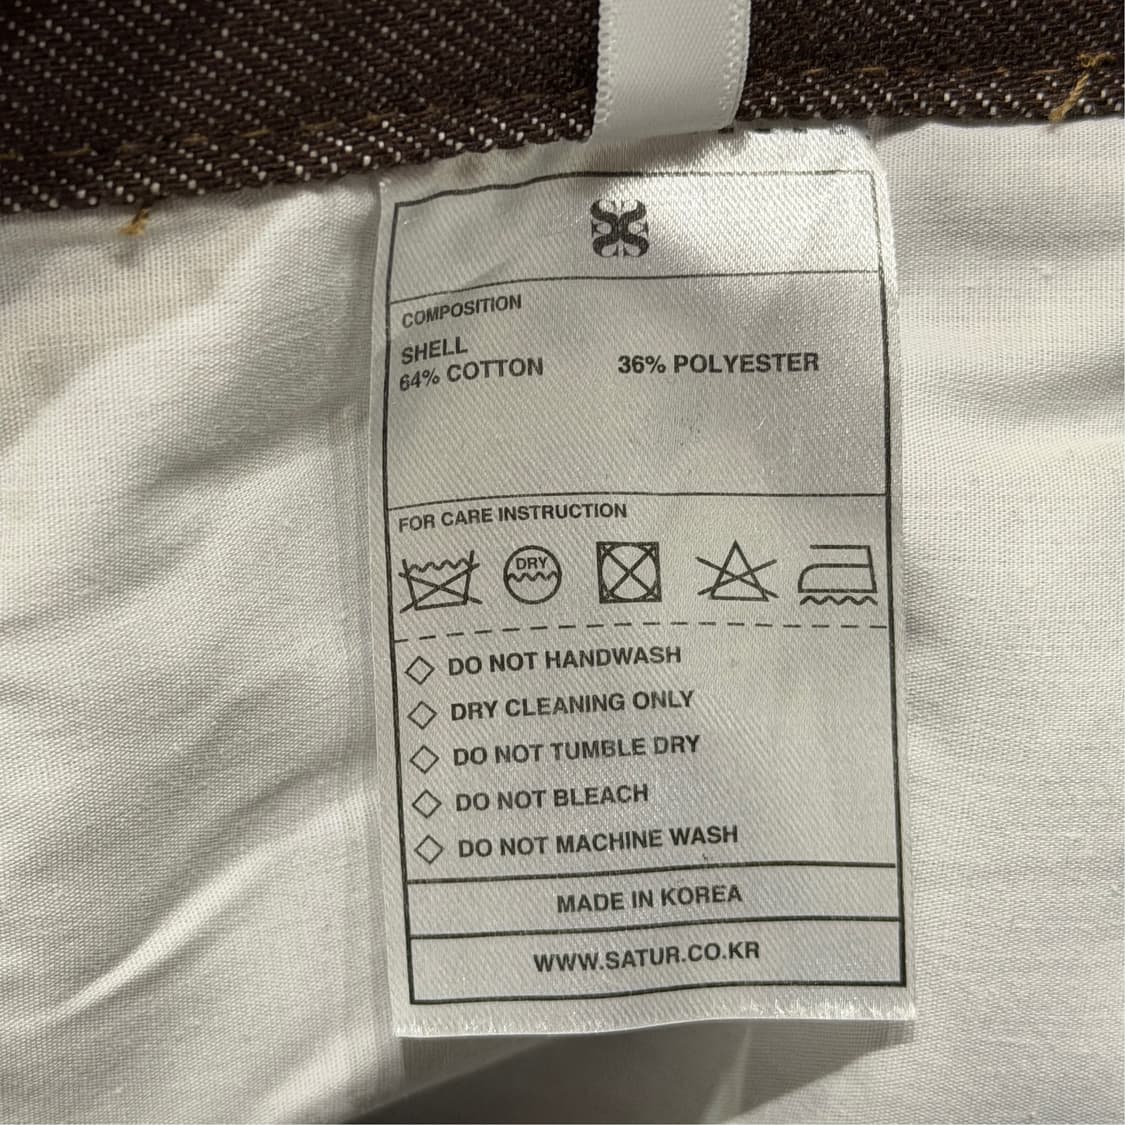 COMPOSITION
SHELL
64% COTTON 36% POLYESTER
FOR CARE INSTRUCTION
DRY
DO NOT HANDWASH
DRY CLEANING ONLY
DO NOT TUMBLE DRY
DO NOT BLEACH
DO NOT MACHINE WASH
MADE IN KOREA
WWW.SATUR.CO.KR